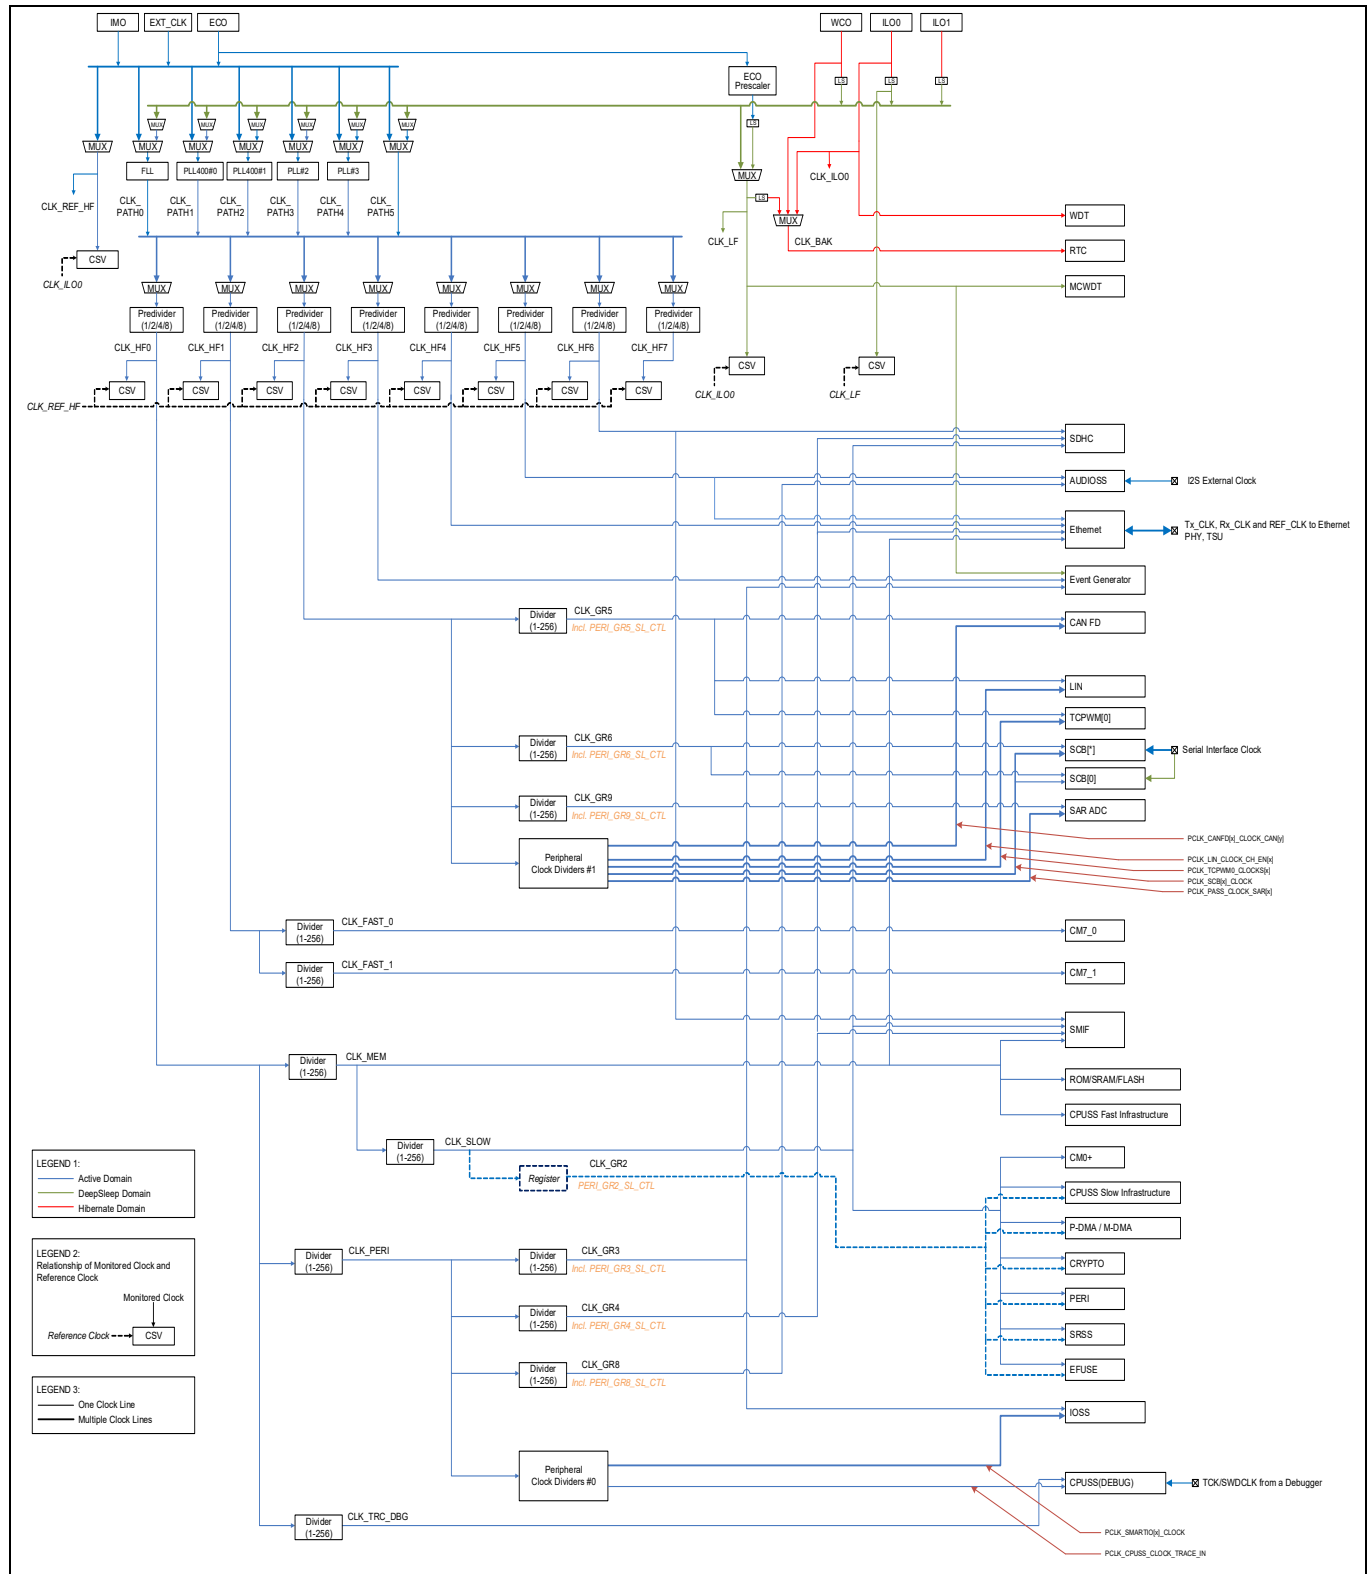 IMO
EXT_CLK
ECO
WCO
ILO0
ILO1
ECO
Prescaler
LS
LS
LS
LS
MUX
MUX
MUX
MUX
MUX
MUX
MUX
MUX
MUX
MUX
MUX
MUX
MUX
FLL
PLL400#0
PLL400#1
PLL#2
PLL#3
CLK_ILO0
LS
MUX
CLK_REF_HF
CLK_
PATH0
CLK_
PATH1
CLK_
PATH2
CLK_
PATH3
CLK_
PATH4
CLK_
PATH5
CLK_LF
CLK_BAK
WDT
RTC
MCWDT
CSV
CLK_ILO0
MUX
MUX
MUX
MUX
MUX
MUX
MUX
MUX
Predivider
(1/2/4/8)
Predivider
(1/2/4/8)
Predivider
(1/2/4/8)
Predivider
(1/2/4/8)
Predivider
(1/2/4/8)
Predivider
(1/2/4/8)
Predivider
(1/2/4/8)
Predivider
(1/2/4/8)
CLK_HF0
CLK_HF1
CLK_HF2
CLK_HF3
CLK_HF4
CLK_HF5
CLK_HF6
CLK_HF7
CSV
CSV
CSV
CSV
CSV
CSV
CSV
CSV
CLK_REF_HF
CSV
CLK_ILO0
CSV
CLK_LF
SDHC
AUDIOSS
I2S External Clock
Ethernet
Tx_CLK, Rx_CLK and REF_CLK to Ethernet
PHY, TSU
Event Generator
Divider
(1-256)
CLK_GR5
Incl. PERI_GR5_SL_CTL
CAN FD
LIN
TCPWM[0]
Divider
(1-256)
CLK_GR6
Incl. PERI_GR6_SL_CTL
SCB[*]
Serial Interface Clock
SCB[0]
Divider
(1-256)
CLK_GR9
Incl. PERI_GR9_SL_CTL
SAR ADC
Peripheral
Clock Dividers #1
PCLK_CANFD[x]_CLOCK_CAN[y]
PCLK_LIN_CLOCK_CH_EN[x]
PCLK_TCPWM0_CLOCKS[x]
PCLK_SCB[x]_CLOCK
PCLK_PASS_CLOCK_SAR[x]
Divider
(1-256)
CLK_FAST_0
CM7_0
Divider
(1-256)
CLK_FAST_1
CM7_1
SMIF
Divider
(1-256)
CLK_MEM
ROM/SRAM/FLASH
CPUSS Fast Infrastructure
Divider
(1-256)
CLK_SLOW
Register
CLK_GR2
PERI_GR2_SL_CTL
CM0+
CPUSS Slow Infrastructure
P-DMA / M-DMA
CRYPTO
PERI
SRSS
EFUSE
LEGEND 1:
Active Domain
DeepSleep Domain
Hibernate Domain
LEGEND 2:
Relationship of Monitored Clock and
Reference Clock
Monitored Clock
Reference Clock
CSV
LEGEND 3:
One Clock Line
Multiple Clock Lines
Divider
(1-256)
CLK_PERI
Divider
(1-256)
CLK_GR3
Incl. PERI_GR3_SL_CTL
Divider
(1-256)
CLK_GR4
Incl. PERI_GR4_SL_CTL
Divider
(1-256)
CLK_GR8
Incl. PERI_GR8_SL_CTL
IOSS
Peripheral
Clock Dividers #0
CPUSS(DEBUG)
TCK/SWDCLK from a Debugger
Divider
(1-256)
CLK_TRC_DBG
PCLK_SMARTIO[x]_CLOCK
PCLK_CPUSS_CLOCK_TRACE_IN